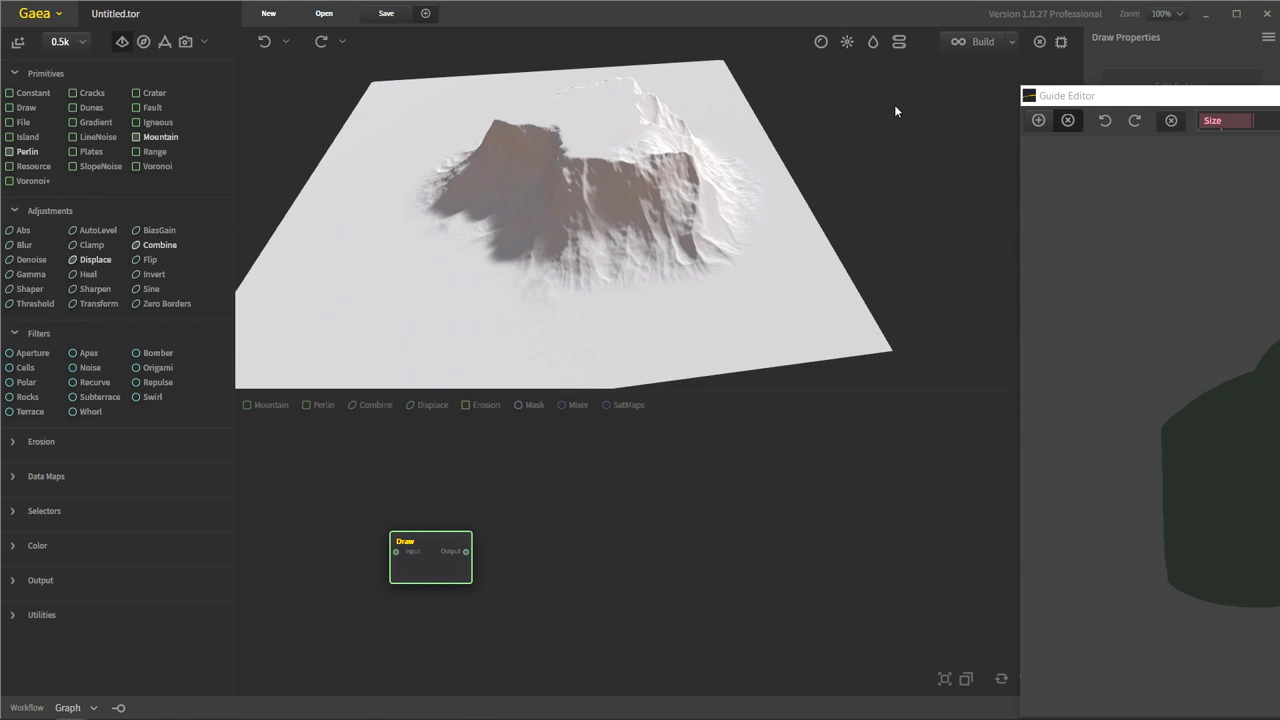 Gaea Untitled.tor New Open Save Version 1.0.27 Professional Zoom 100%
0.5k Build Draw Properties
Guide Editor
Size
Primitives
Constant Cracks Crater
Draw Dunes Fault
File Gradient Igneous
Island LineNoise Mountain
Perlin Plates Range
Resource SlopeNoise Voronoi
Voronoi+
Adjustments
Abs AutoLevel BiasGain
Blur Clamp Combine
Denoise Displace Flip
Gamma Heal Invert
Shaper Sharpen Sine
Threshold Transform Zero Borders
Filters
Aperture Apex Bomber
Cells Noise Origami
Polar Recurve Repulse
Rocks Subterrace Swirl
Terrace Whorl
Erosion
Data Maps
Selectors
Color
Output
Utilities
Mountain Perlin Combine Displace Erosion Mask Mixer SatMaps
Draw
Input Output
Workflow Graph